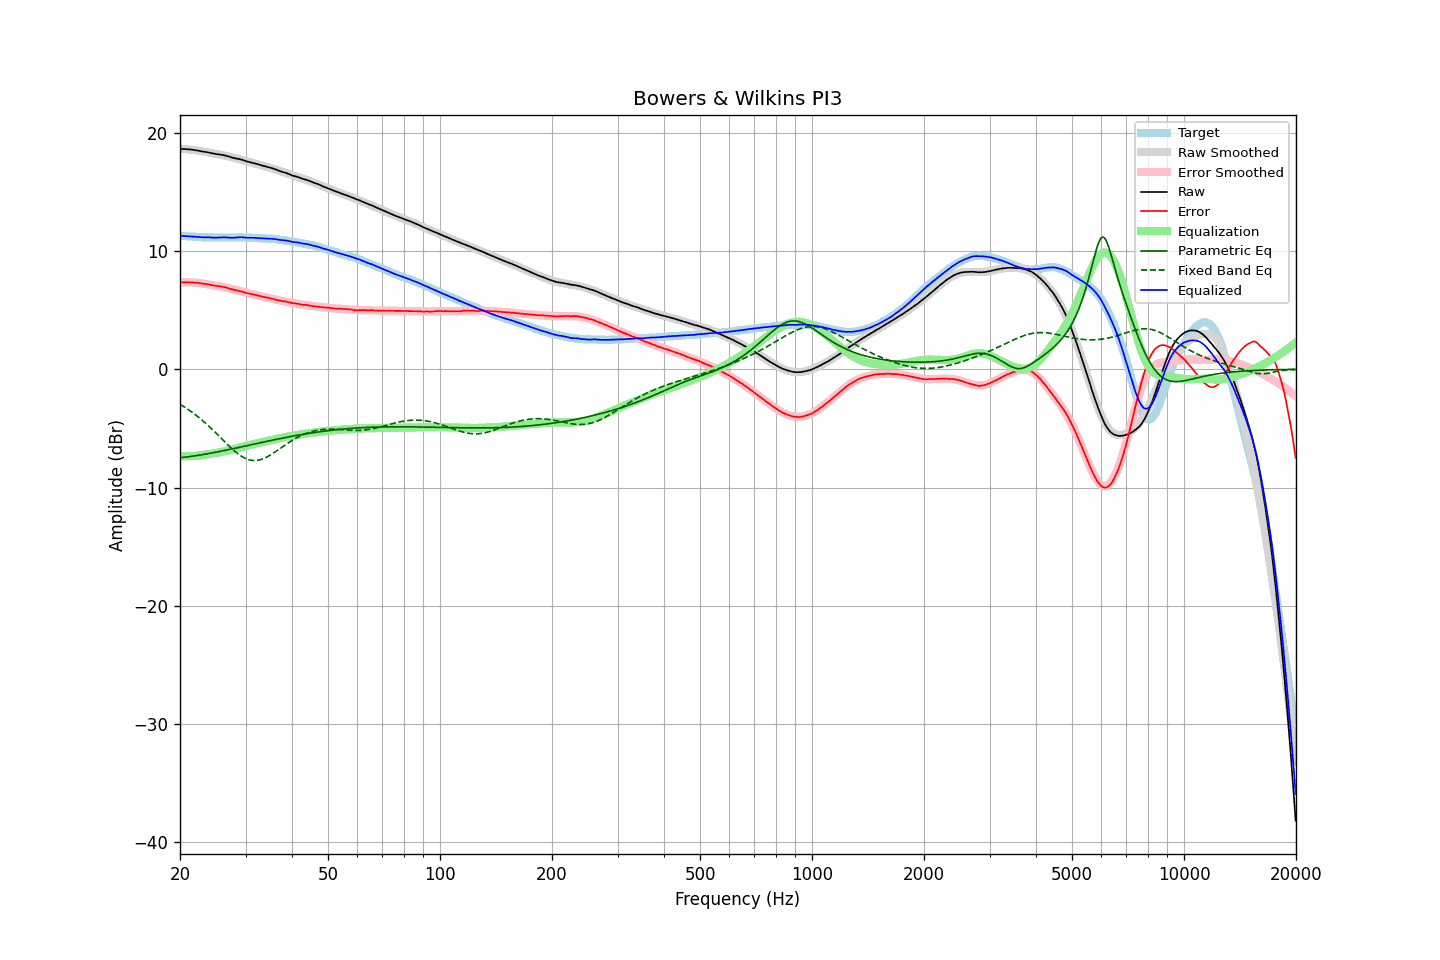 Bowers & Wilkins PI3
20
10
0
−10
−20
−30
−40
Amplitude (dBr)
Target
Raw Smoothed
Error Smoothed
Raw
Error
Equalization
Parametric Eq
Fixed Band Eq
Equalized
20
50
100
200
500
1000
2000
5000
10000
20000
Frequency (Hz)